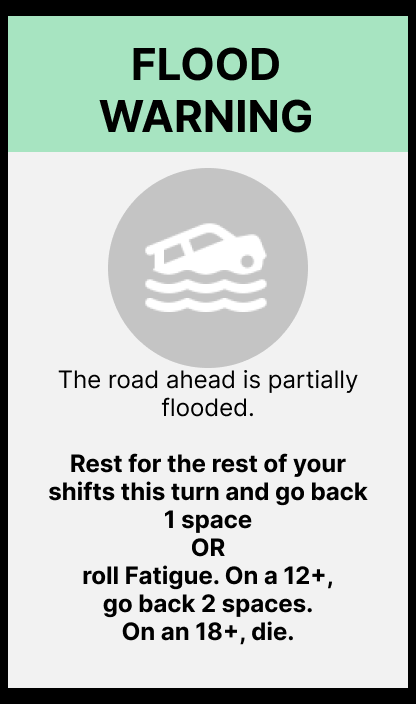 FLOOD
WARNING
The road ahead is partially
flooded.
Rest for the rest of your
shifts this turn and go back
1 space
OR
roll Fatigue. On a 12+,
go back 2 spaces.
On an 18+, die.